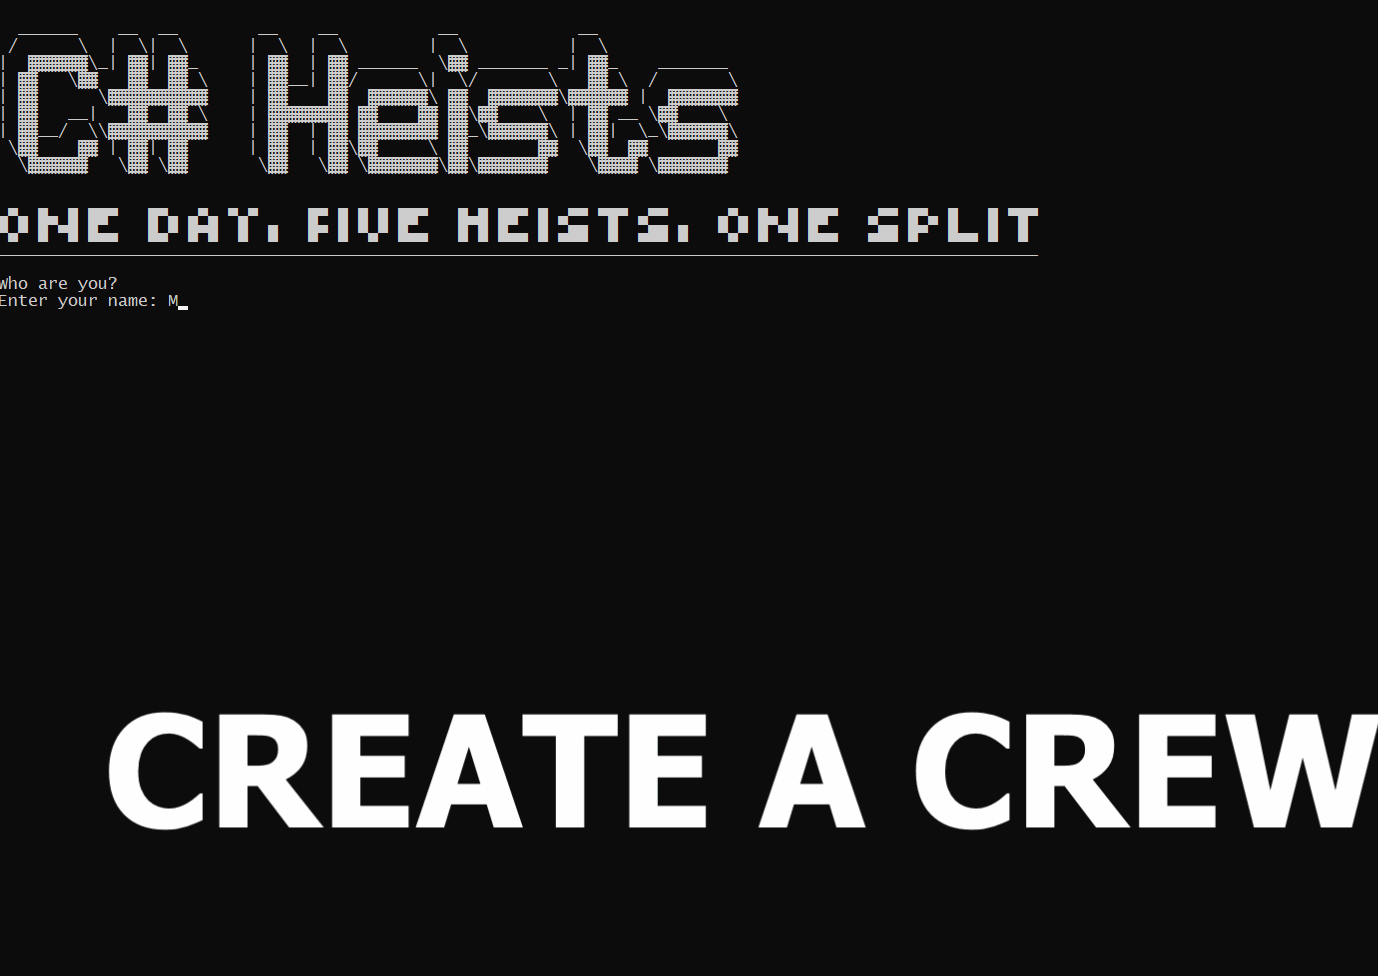 C# Heists
ONE DAY, FIVE HEISTS, ONE SPLIT
Who are you?
Enter your name: M
CREATE A CREW